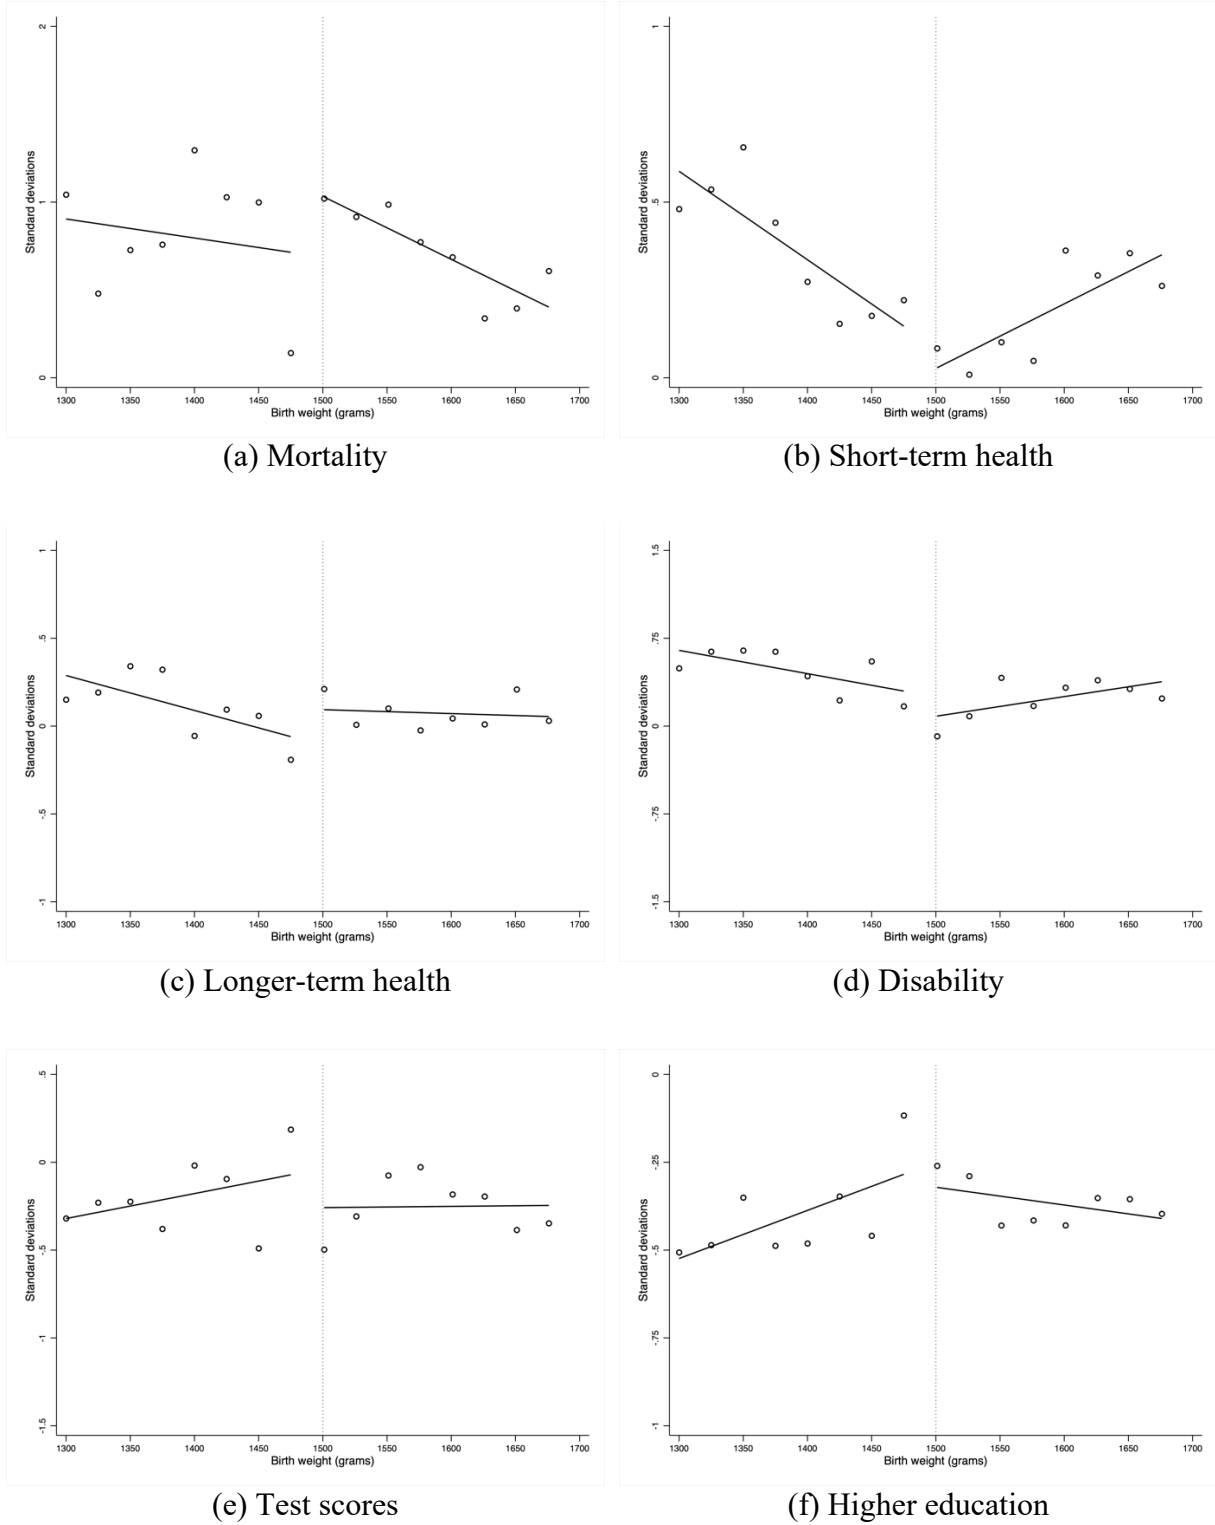 Standard deviations
2
1
0
1300 1350 1400 1450 1500 1550 1600 1650 1700
Birth weight (grams)
(a) Mortality
Standard deviations
1
.5
0
1300 1350 1400 1450 1500 1550 1600 1650 1700
Birth weight (grams)
(b) Short-term health
Standard deviations
1
.5
0
-.5
-1
1300 1350 1400 1450 1500 1550 1600 1650 1700
Birth weight (grams)
(c) Longer-term health
Standard deviations
1.5
.75
0
-.75
-1.5
1300 1350 1400 1450 1500 1550 1600 1650 1700
Birth weight (grams)
(d) Disability
Standard deviations
.5
0
-.5
-1
-1.5
1300 1350 1400 1450 1500 1550 1600 1650 1700
Birth weight (grams)
(e) Test scores
Standard deviations
0
-.25
-.5
-.75
-1
1300 1350 1400 1450 1500 1550 1600 1650 1700
Birth weight (grams)
(f) Higher education